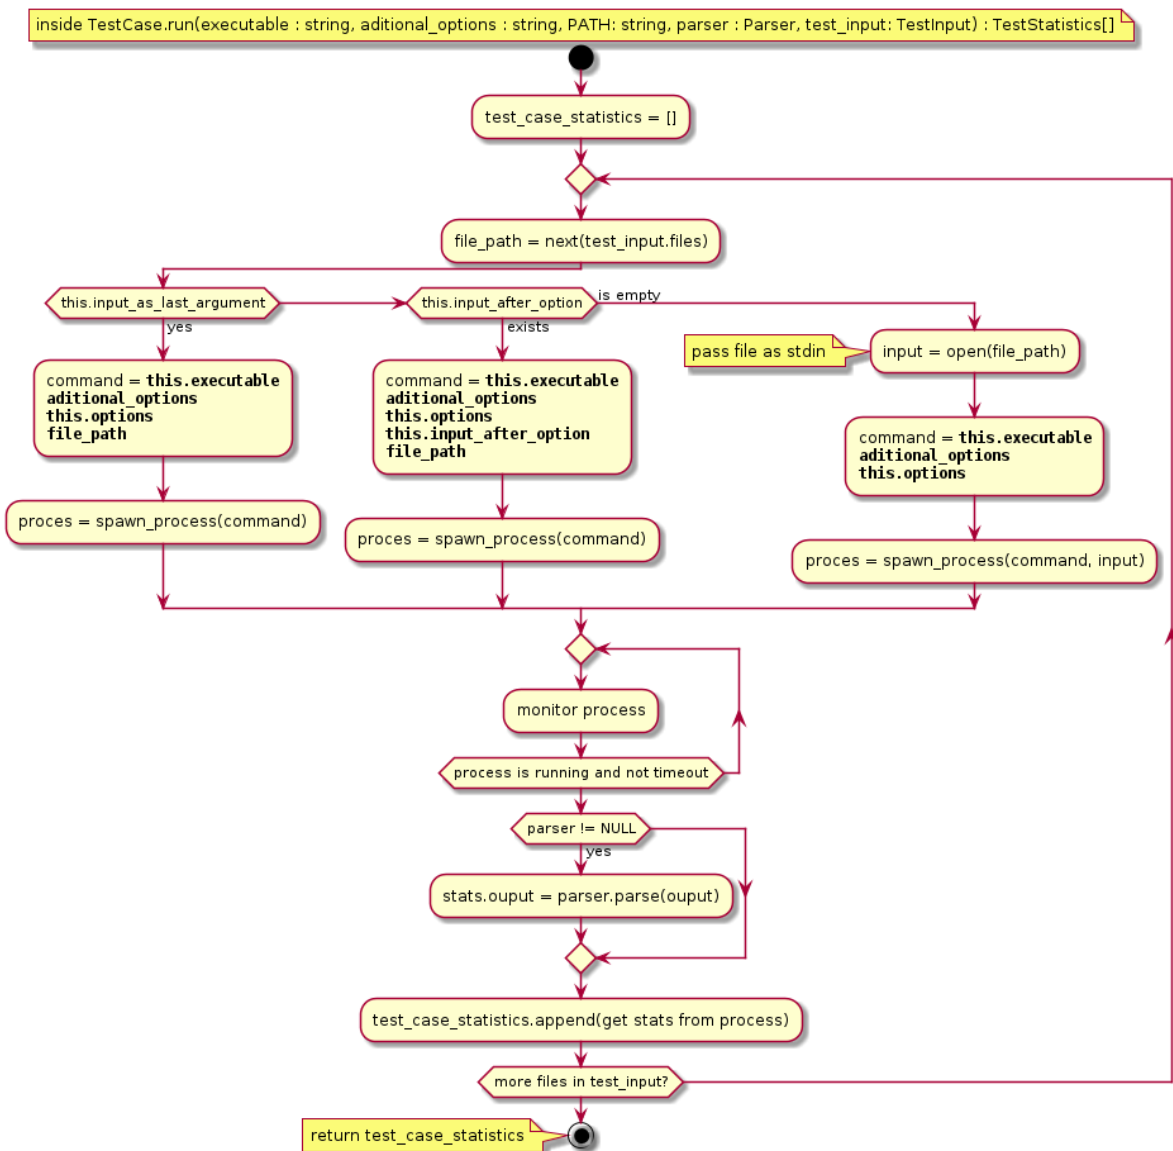 inside TestCase.run(executable : string, aditional_options : string, PATH: string, parser : Parser, test_input: TestInput) : TestStatistics[]
test_case_statistics = []
file_path = next(test_input.files)
this.input_as_last_argument
yes
command = this.executable
aditional_options
this.options
file_path
proces = spawn_process(command)
this.input_after_option
exists
command = this.executable
aditional_options
this.options
this.input_after_option
file_path
proces = spawn_process(command)
is empty
pass file as stdin
input = open(file_path)
command = this.executable
aditional_options
this.options
proces = spawn_process(command, input)
monitor process
process is running and not timeout
parser != NULL
yes
stats.ouput = parser.parse(ouput)
test_case_statistics.append(get stats from process)
more files in test_input?
return test_case_statistics